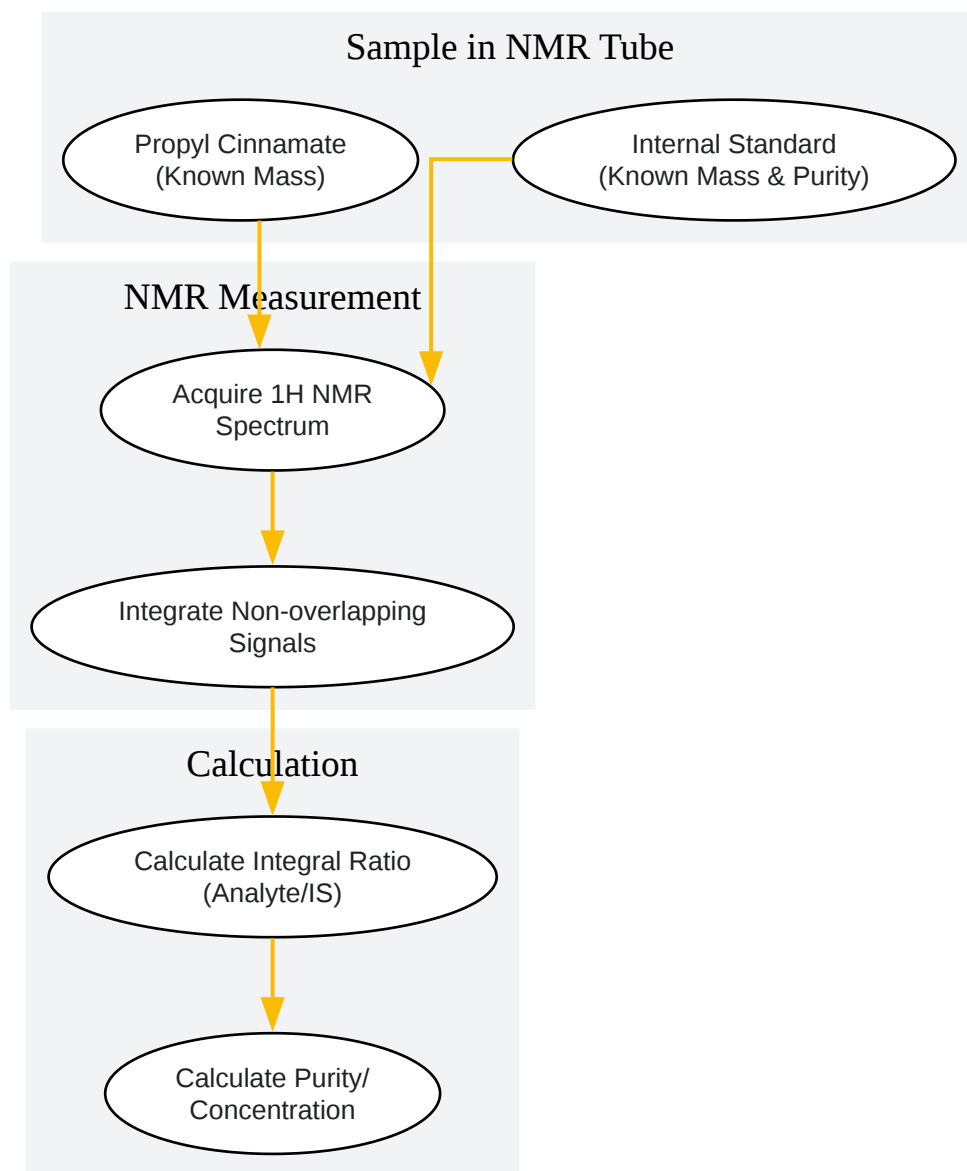 Sample in NMR Tube
Propyl Cinnamate
(Known Mass)
Internal Standard
(Known Mass & Purity)
NMR Measurement
Acquire 1H NMR
Spectrum
Integrate Non-overlapping
Signals
Calculation
Calculate Integral Ratio
(Analyte/IS)
Calculate Purity/
Concentration